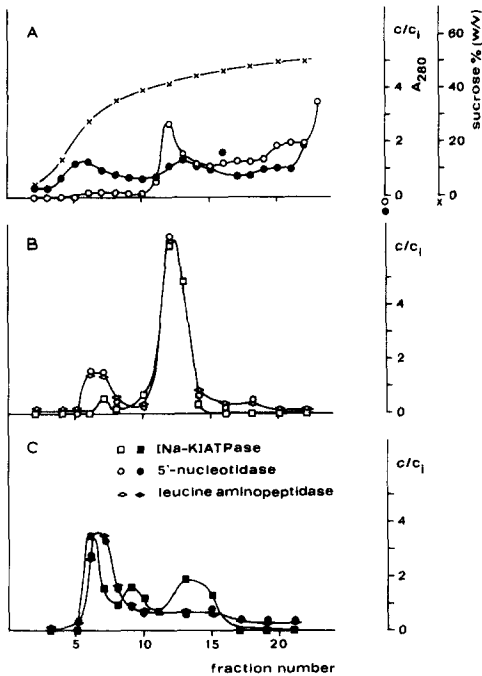 A
c/ci
A280
sucrose % (w/v)
4
2
0
60
40
20
0
B
c/ci
4
2
0
C
[Na-K]ATPase
5'-nucleotidase
leucine aminopeptidase
c/ci
4
2
0
5
10
15
20
fraction number